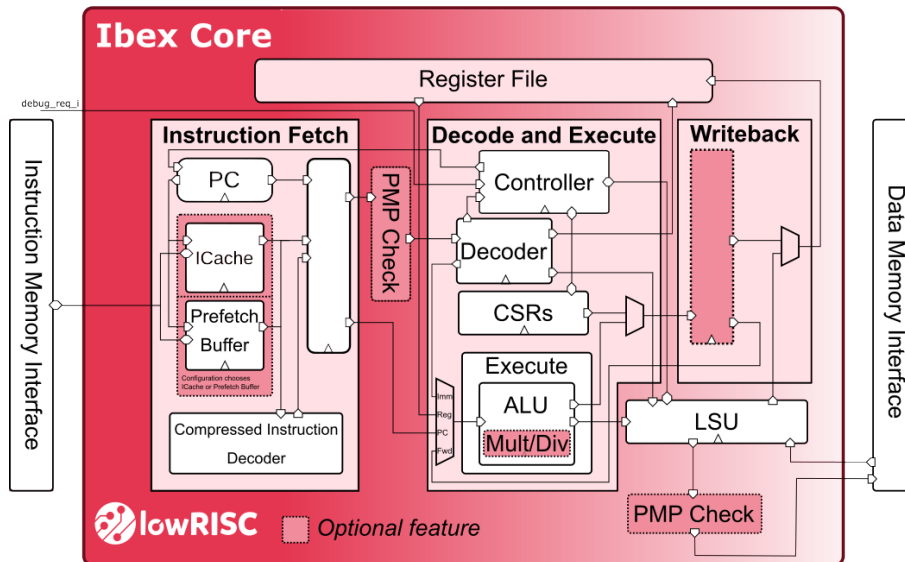 Ibex Core
Register File
debug_req_i
Instruction Memory Interface
Instruction Fetch
PC
ICache
Prefetch
Buffer
Configuration chooses
ICache or Prefetch Buffer
Compressed Instruction
Decoder
PMP Check
Decode and Execute
Controller
Decoder
CSRs
Execute
ALU
Mult/Div
Imm
Reg
PC
Fwd
Writeback
LSU
PMP Check
Data Memory Interface
lowRISC
Optional feature